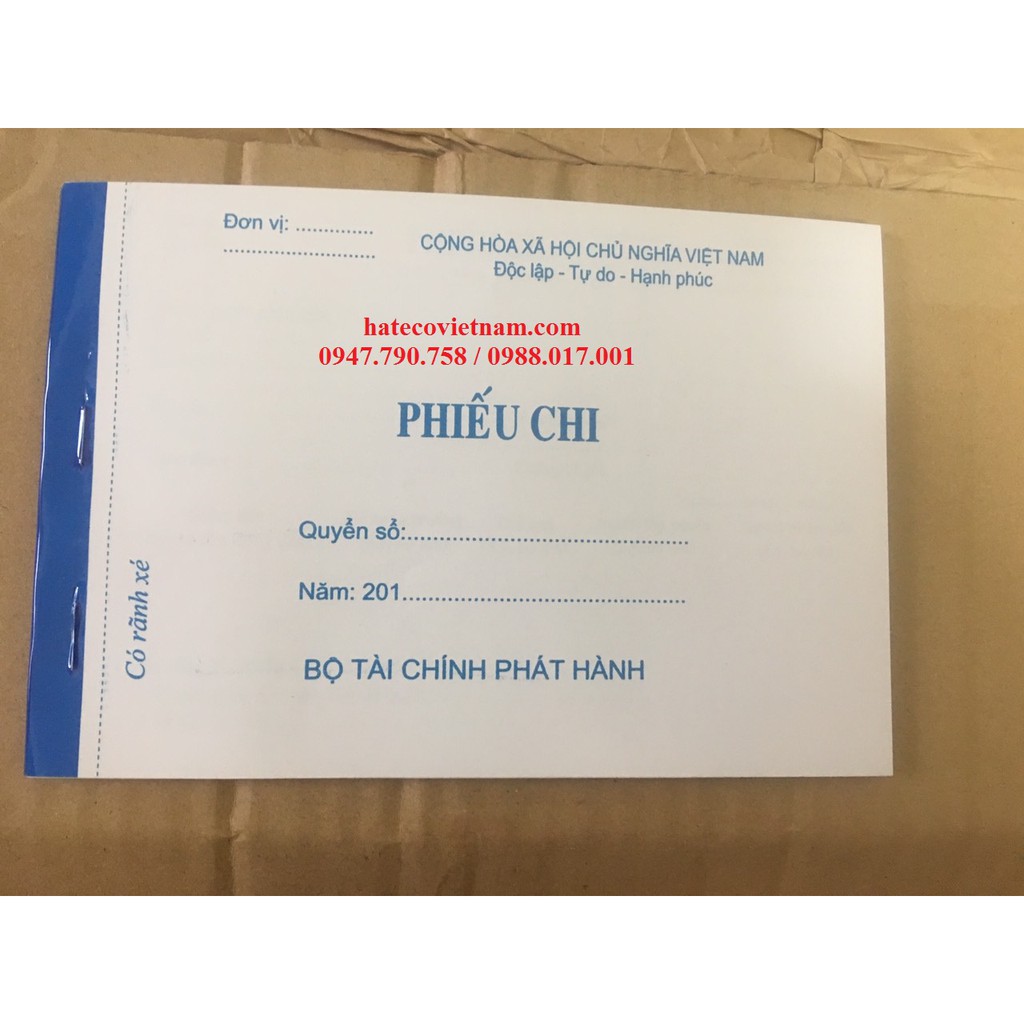 Đơn vị: ..............
...........................
CỘNG HÒA XÃ HỘI CHỦ NGHĨA VIỆT NAM
Độc lập - Tự do - Hạnh phúc
hatecovietnam.com
0947.790.758 / 0988.017.001
PHIẾU CHI
Quyển sổ:...........................................
Năm: 201...........................................
Có rãnh xé
BỘ TÀI CHÍNH PHÁT HÀNH